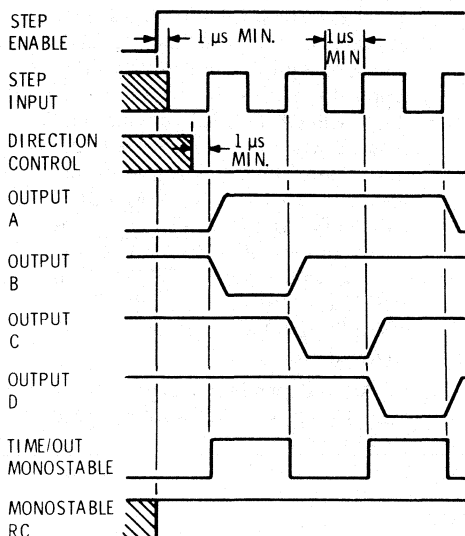 STEP
ENABLE
1 µs MIN.
1 µs
MIN
STEP
INPUT
DIRECTION
CONTROL
1 µs
MIN.
OUTPUT
A
OUTPUT
B
OUTPUT
C
OUTPUT
D
TIME/OUT
MONOSTABLE
MONOSTABLE
RC